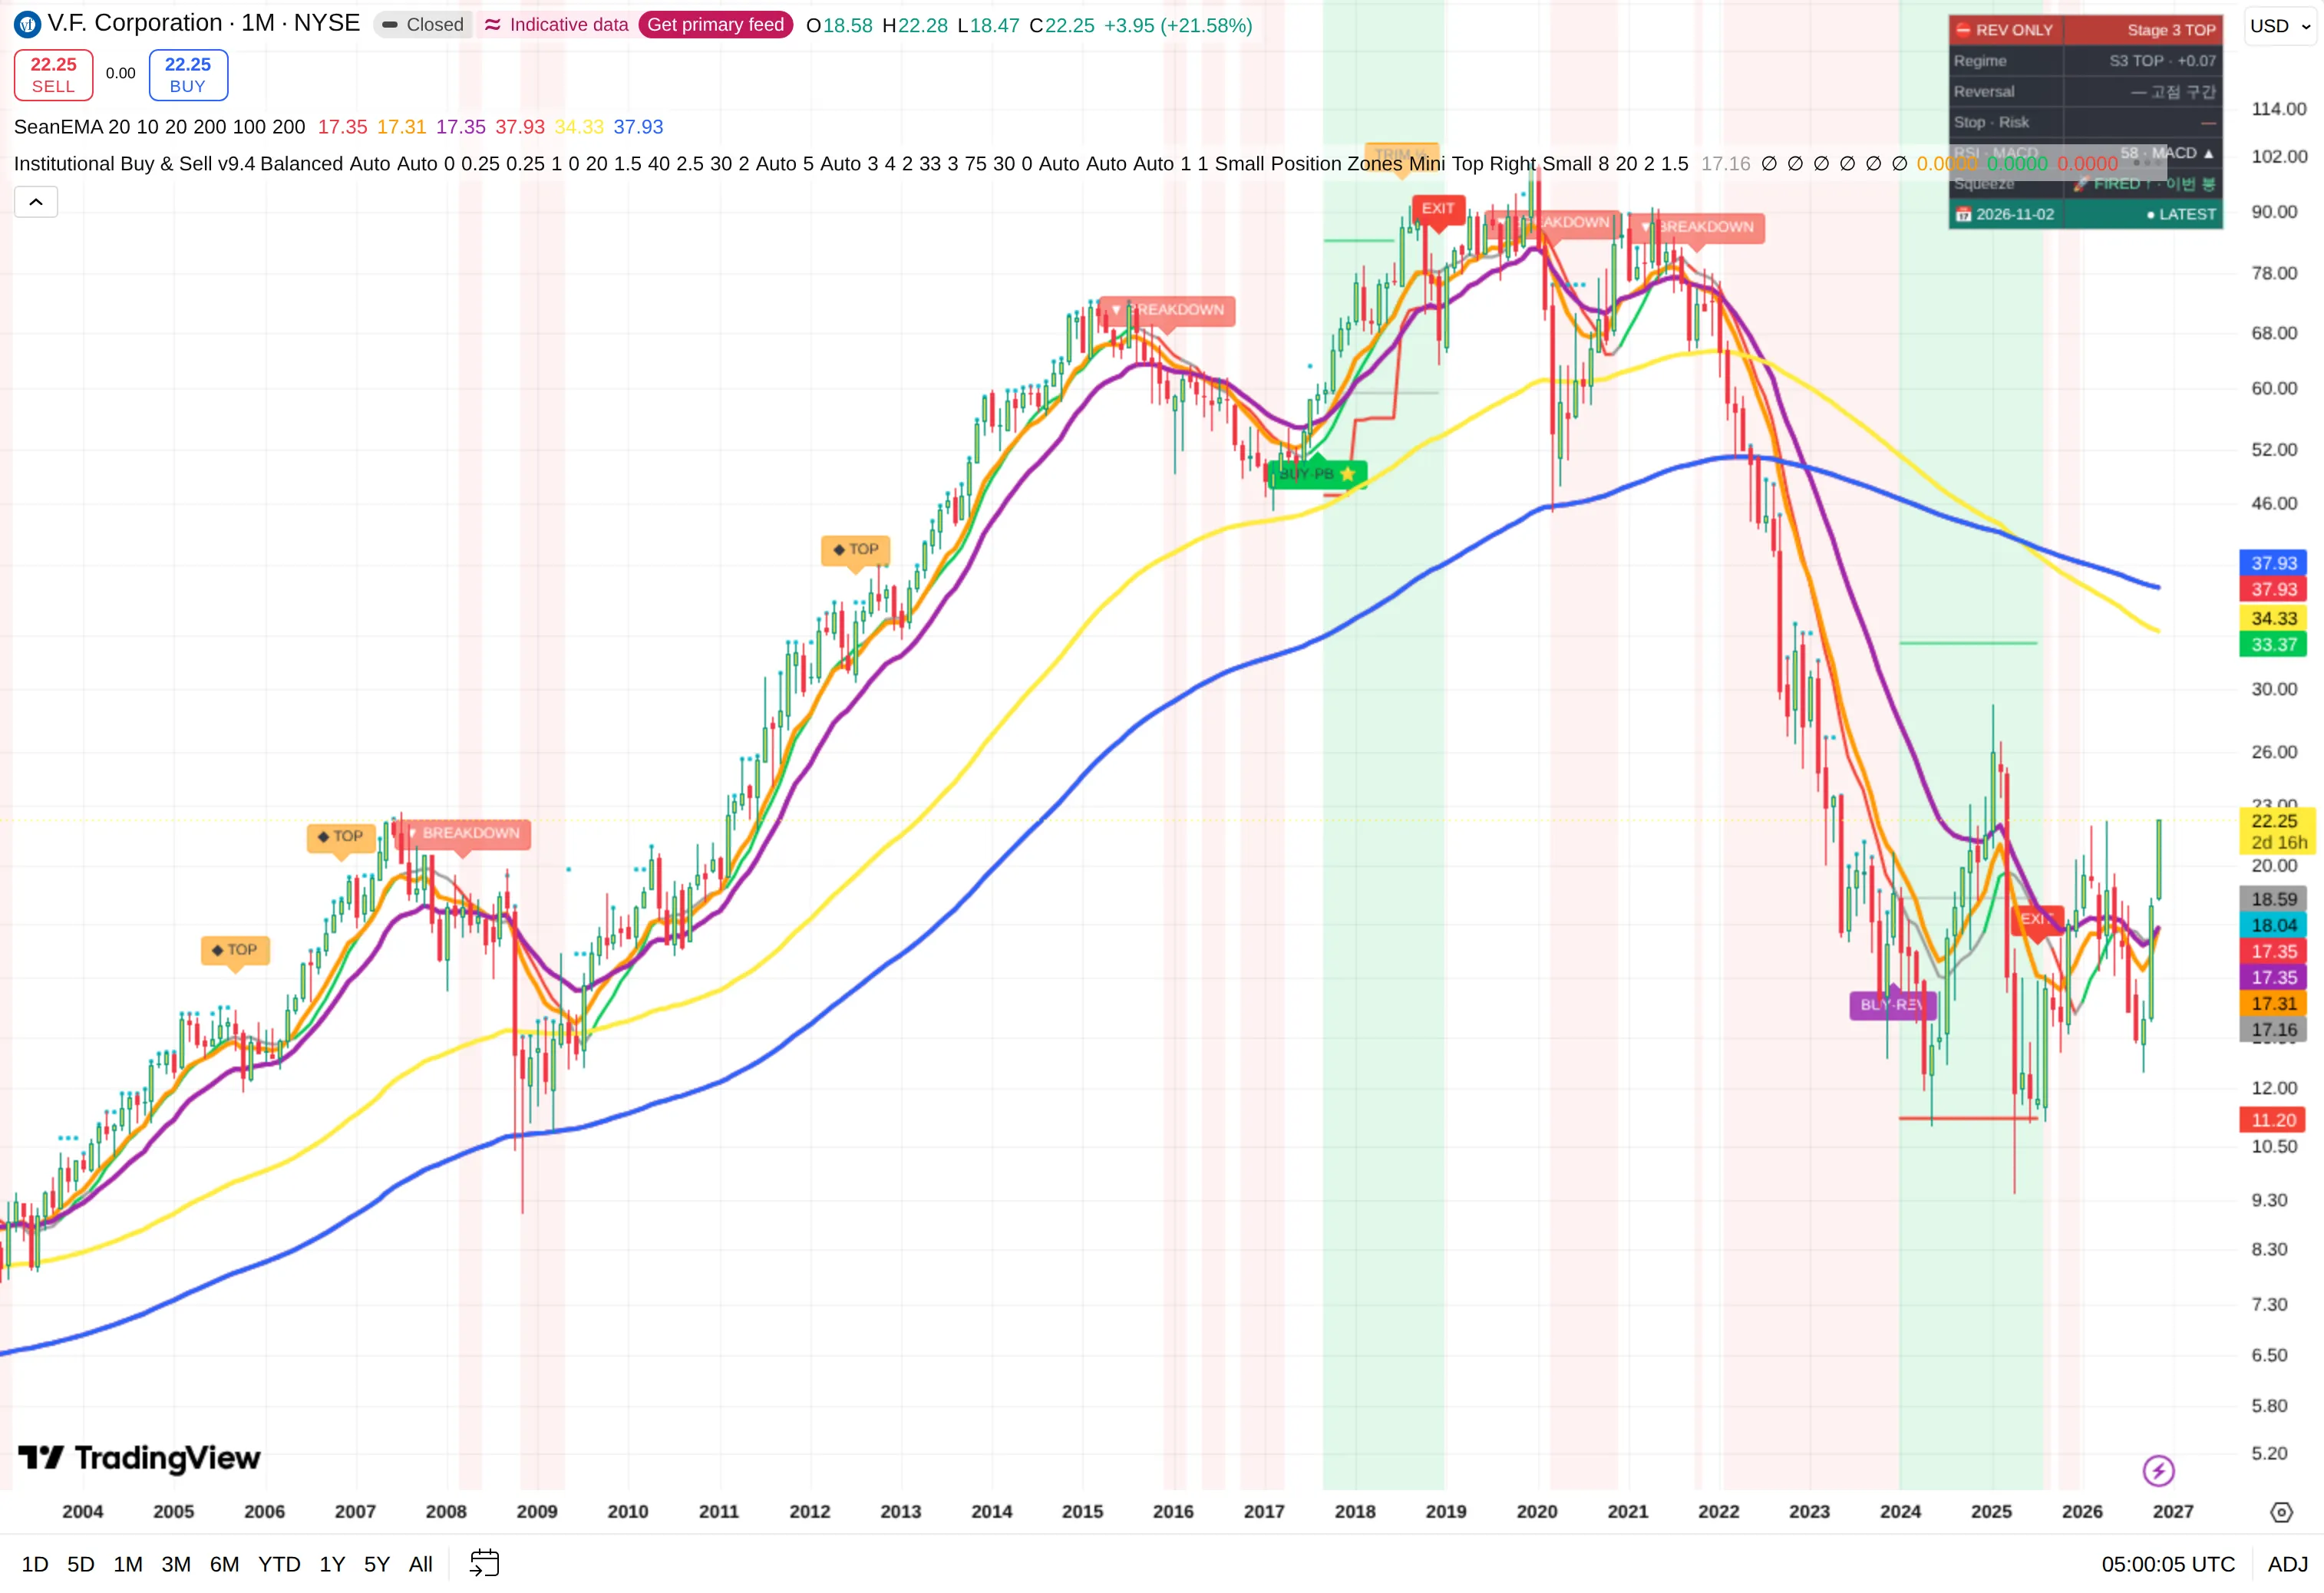 V.F. Corporation · 1M · NYSE Closed Indicative data Get primary feed O18.58 H22.28 L18.47 C22.25 +3.95 (+21.58%)
22.25 SELL 0.00 22.25 BUY
SeanEMA 20 10 20 200 100 200 17.35 17.31 17.35 37.93 34.33 37.93
Institutional Buy & Sell v9.4 Balanced Auto Auto 0 0.25 0.25 1 0 20 1.5 40 2.5 30 2 Auto 5 Auto 3 4 2 33 3 75 30 0 Auto Auto Auto 1 1 Small Position Zones Mini Top Right Small 8 20 2 1.5 17.16 ∅ ∅ ∅ ∅ ∅ ∅ 0.0000 0.0000 0.0000
USD
REV ONLY Stage 3 TOP
Regime S3 TOP · +0.07
Reversal — 고점 구간
Stop · Risk —
RSI · MACD 58 · MACD ▲
Squeeze 🚀 FIRED ↑ · 이번 봉
📅 2026-11-02 ● LATEST
TRIM
EXIT
BREAKDOWN
▼ BREAKDOWN
▼ BREAKDOWN
BUY-PB ⭐
◆ TOP
◆ TOP
▼ BREAKDOWN
◆ TOP
EXIT
BUY-REV
114.00
102.00
90.00
78.00
68.00
60.00
52.00
46.00
37.93
37.93
34.33
33.37
30.00
26.00
23.00
22.25
2d 16h
20.00
18.59
18.04
17.35
17.35
17.31
17.16
12.00
11.20
10.50
9.30
8.30
7.30
6.50
5.80
5.20
TradingView
2004 2005 2006 2007 2008 2009 2010 2011 2012 2013 2014 2015 2016 2017 2018 2019 2020 2021 2022 2023 2024 2025 2026 2027
1D 5D 1M 3M 6M YTD 1Y 5Y All 05:00:05 UTC ADJ